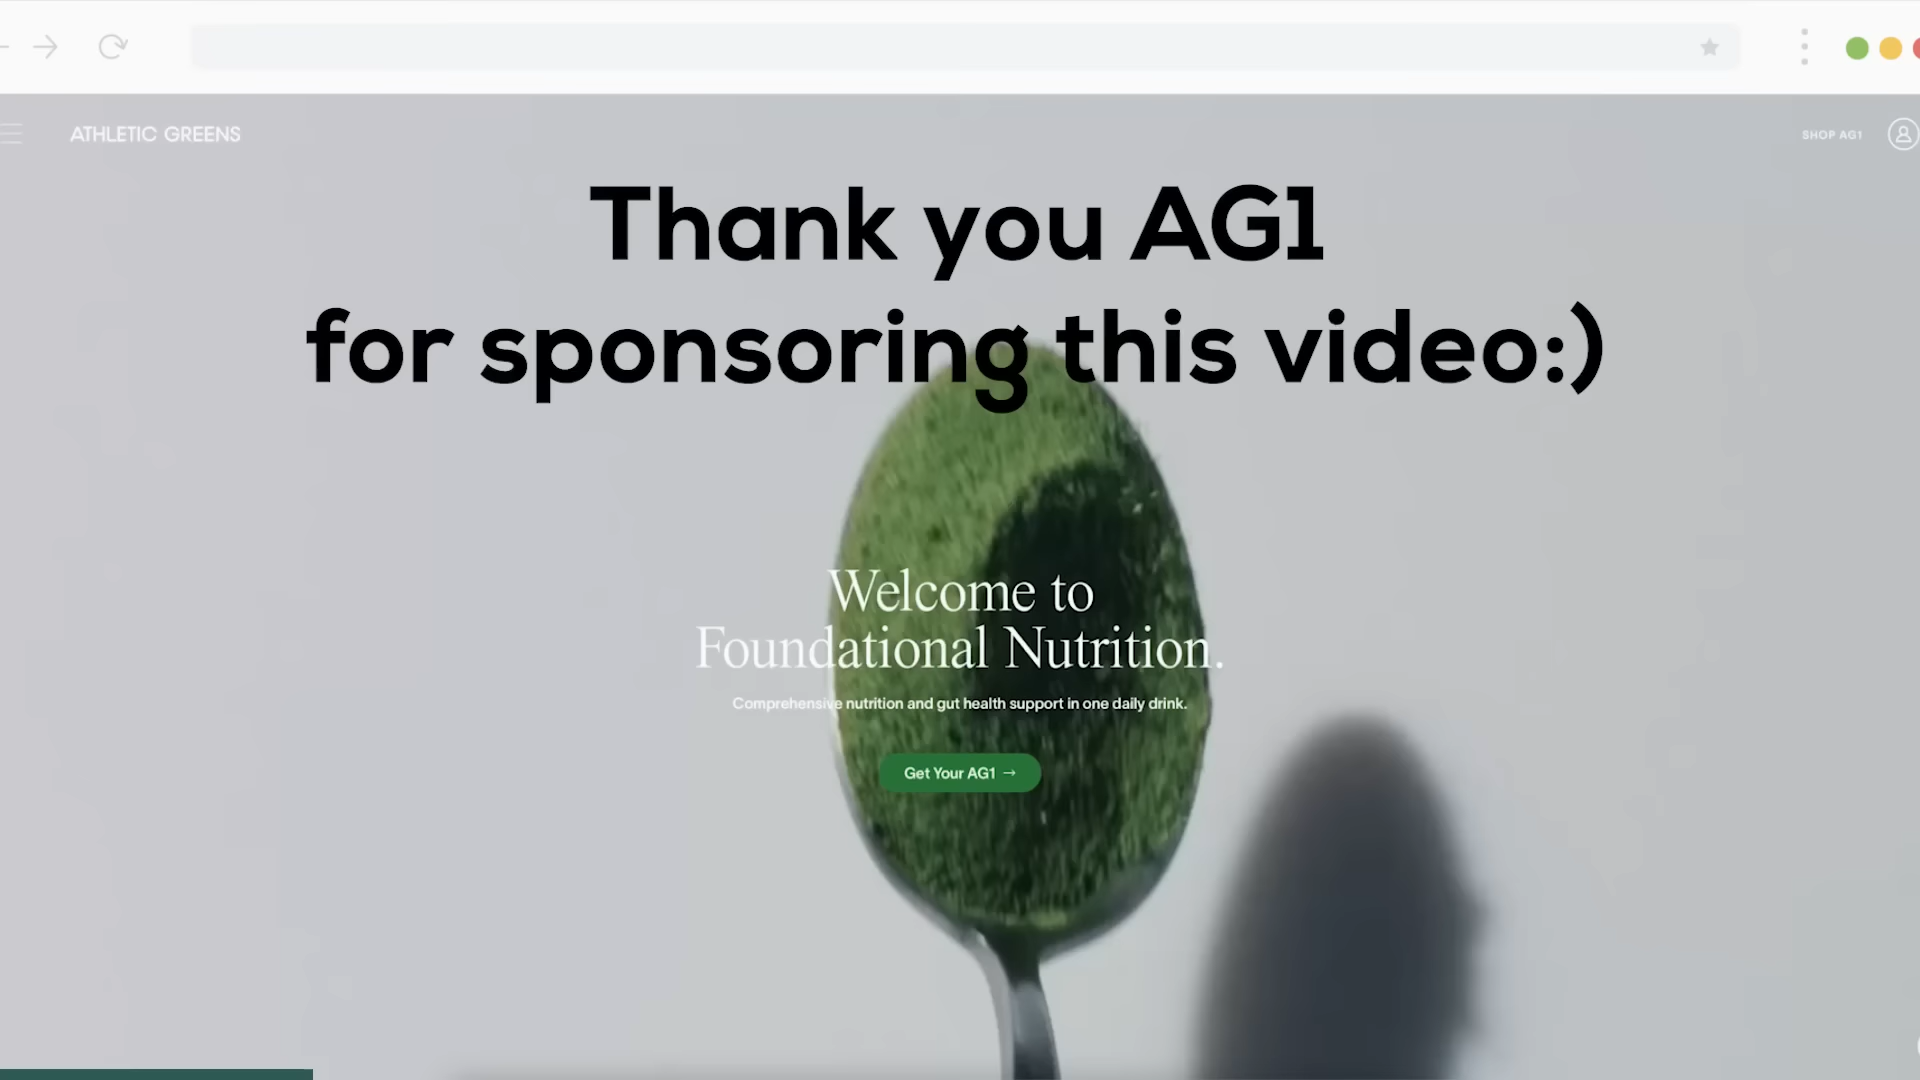 ATHLETIC GREENS
SHOP AG1
Thank you AG1
for sponsoring this video:)
Welcome to
Foundational Nutrition.
Comprehensive nutrition and gut health support in one daily drink.
Get Your AG1 →